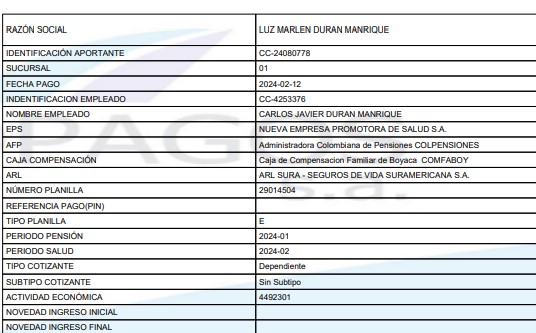 RAZÓN SOCIAL LUZ MARLEN DURAN MANRIQUE
IDENTIFICACIÓN APORTANTE CC-24080778
SUCURSAL 01
FECHA PAGO 2024-02-12
INDENTIFICACION EMPLEADO CC-4253376
NOMBRE EMPLEADO CARLOS JAVIER DURAN MANRIQUE
EPS NUEVA EMPRESA PROMOTORA DE SALUD S.A.
AFP Administradora Colombiana de Pensiones COLPENSIONES
CAJA COMPENSACIÓN Caja de Compensacion Familiar de Boyaca COMFABOY
ARL ARL SURA - SEGUROS DE VIDA SURAMERICANA S.A.
NÚMERO PLANILLA 29014504
REFERENCIA PAGO(PIN)
TIPO PLANILLA E
PERIODO PENSIÓN 2024-01
PERIODO SALUD 2024-02
TIPO COTIZANTE Dependiente
SUBTIPO COTIZANTE Sin Subtipo
ACTIVIDAD ECONÓMICA 4492301
NOVEDAD INGRESO INICIAL
NOVEDAD INGRESO FINAL
s.a.